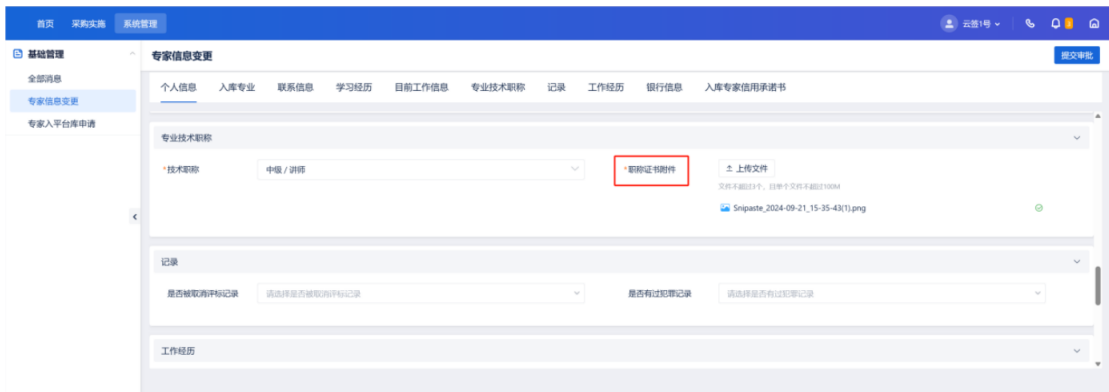 首页 采购实施 系统管理 云签1号
基础管理 专家信息变更 提交审批
全部消息
专家信息变更
专家入平台库申请
个人信息 入库专业 联系信息 学习经历 目前工作信息 专业技术职称 记录 工作经历 银行信息 入库专家信用承诺书
专业技术职称
*技术职称 中级 / 讲师 *职称证书附件 上传文件
文件不超过3个，且单个文件不超过100M
Snipaste_2024-09-21_15-35-43(1).png
记录
是否被取消评标记录 请选择是否被取消评标记录 是否有过犯罪记录 请选择是否有过犯罪记录
工作经历